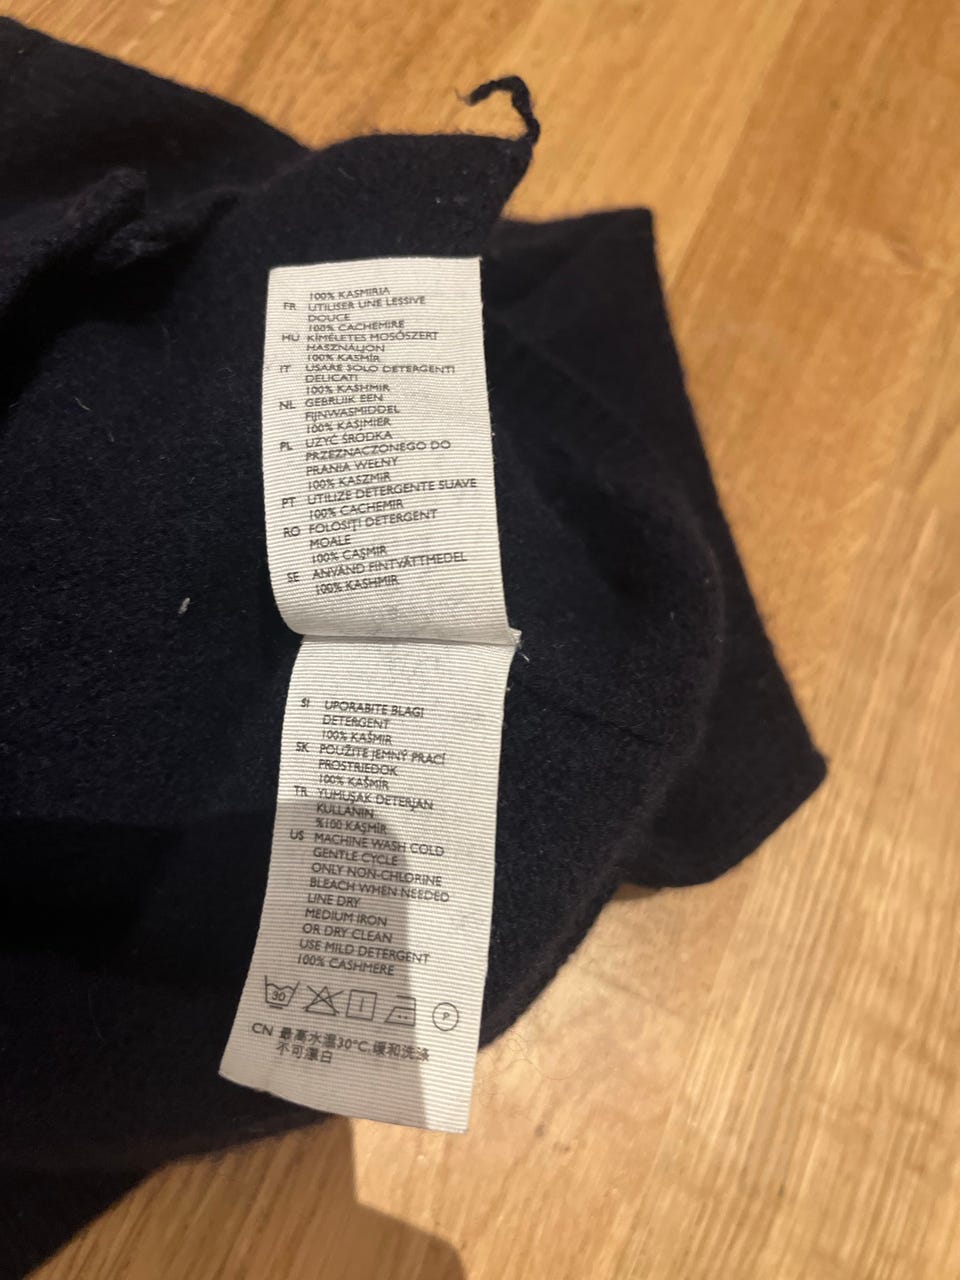 100% KASMIRIA
FR UTILISER UNE LESSIVE
DOUCE
100% CACHEMIRE
HU KÍMÉLETES MOSÓSZERT
HASZNÁLJON
100% KASMÍR
IT USARE SOLO DETERGENTI
DELICATI
100% KASHMIR
NL GEBRUIK EEN
FIJNWASMIDDEL
100% KASJMIER
PL UŻYĆ ŚRODKA
PRZEZNACZONEGO DO
PRANIA WEŁNY
100% KASZMIR
PT UTILIZE DETERGENTE SUAVE
100% CACHEMIR
RO FOLOSIȚI DETERGENT
MOALE
100% CAȘMIR
SE ANVÄND FINTVÄTTMEDEL
100% KASHMIR
SI UPORABITE BLAGI
DETERGENT
100% KAŠMIR
SK POUŽITE JEMNÝ PRACÍ
PROSTRIEDOK
100% KAŠMÍR
TR YUMUŞAK DETERJAN
KULLANIN
%100 KAŞMİR
US MACHINE WASH COLD
GENTLE CYCLE
ONLY NON-CHLORINE
BLEACH WHEN NEEDED
LINE DRY
MEDIUM IRON
OR DRY CLEAN
USE MILD DETERGENT
100% CASHMERE
30 P
CN 最高水温30°C,缓和洗涤
不可漂白